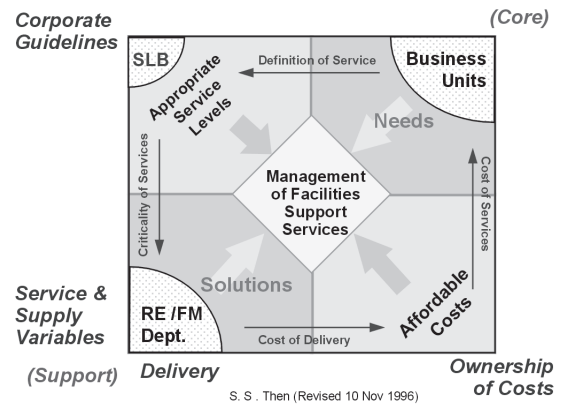 Corporate
Guidelines
(Core)
SLB
Definition of Service
Business
Units
Appropriate
Service
Levels
Needs
Criticality of Services
Management
of Facilities
Support
Services
Cost of Services
Solutions
Affordable
Costs
Service &
Supply
Variables
RE /FM
Dept.
Cost of Delivery
(Support)
Delivery
Ownership
of Costs
S. S . Then (Revised 10 Nov 1996)